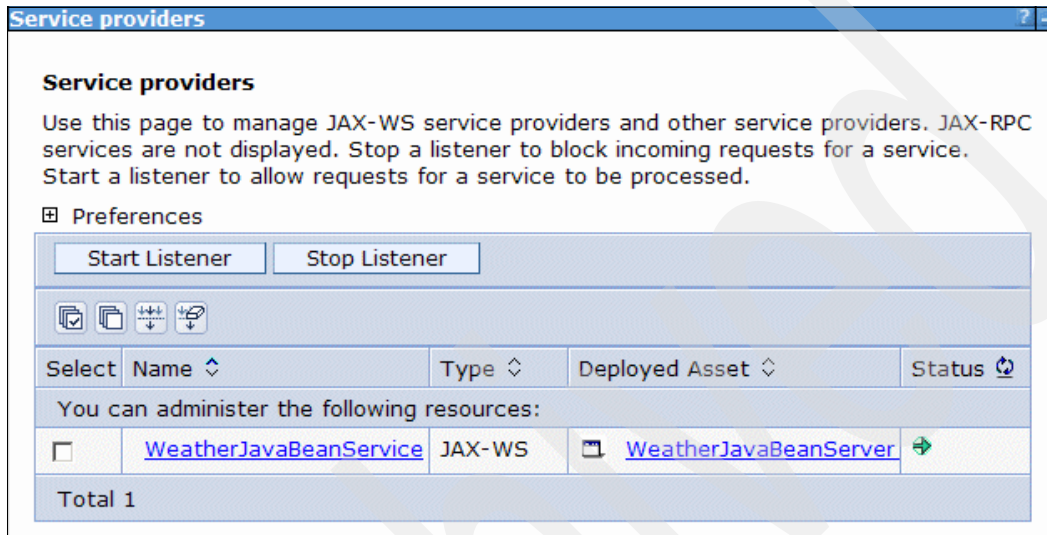 Service providers
Service providers
Use this page to manage JAX-WS service providers and other service providers. JAX-RPC
services are not displayed. Stop a listener to block incoming requests for a service.
Start a listener to allow requests for a service to be processed.
Preferences
Start Listener Stop Listener
Select Name Type Deployed Asset Status
You can administer the following resources:
WeatherJavaBeanService JAX-WS WeatherJavaBeanServer
Total 1